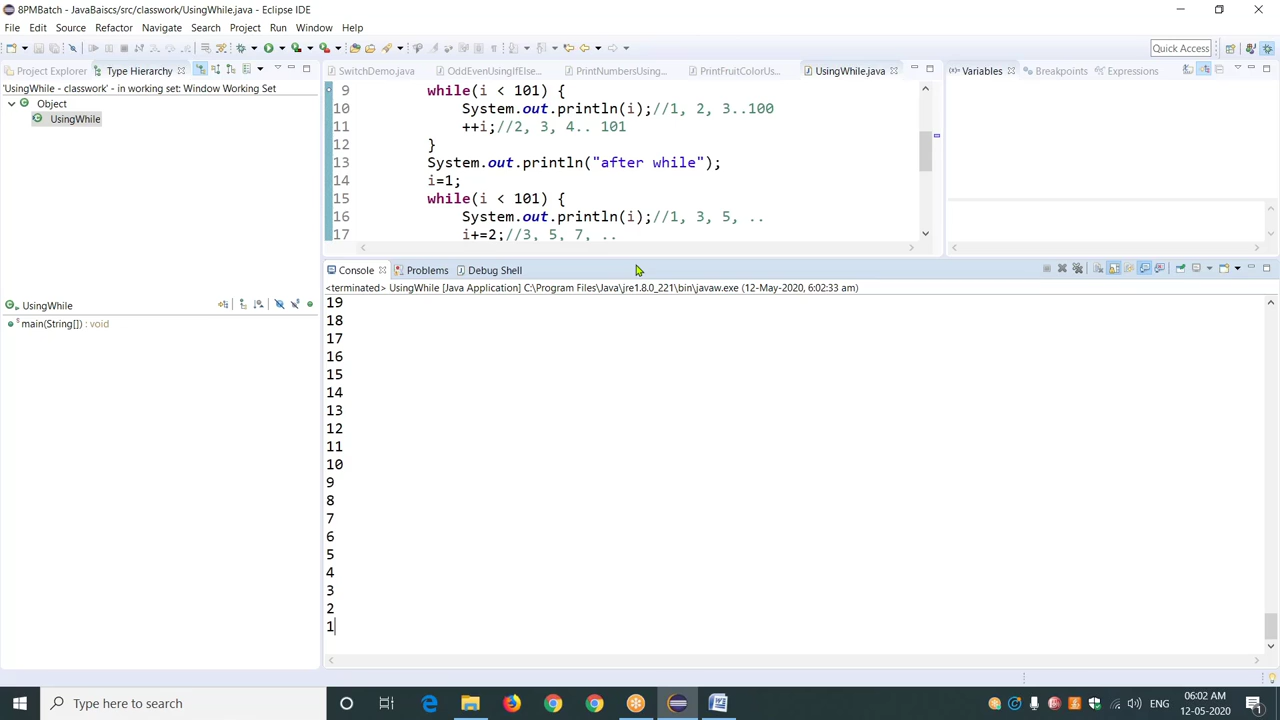 8PMBatch - JavaBaiscs/src/classwork/UsingWhile.java - Eclipse IDE
File Edit Source Refactor Navigate Search Project Run Window Help
Quick Access
Project Explorer Type Hierarchy
'UsingWhile - classwork' - in working set: Window Working Set
Object
UsingWhile
UsingWhile
main(String[]) : void
SwitchDemo.java OddEvenUsing?Else... PrintNumbersUsing... PrintFruitColorUs... UsingWhile.java
9 while(i < 101) {
10 System.out.println(i);//1, 2, 3..100
11 ++i;//2, 3, 4.. 101
12 }
13 System.out.println("after while");
14 i=1;
15 while(i < 101) {
16 System.out.println(i);//1, 3, 5, ..
17 i+=2;//3, 5, 7, ..
Variables Breakpoints Expressions
Console Problems Debug Shell
<terminated> UsingWhile [Java Application] C:\Program Files\Java\jre1.8.0_221\bin\javaw.exe (12-May-2020, 6:02:33 am)
19
18
17
16
15
14
13
12
11
10
9
8
7
6
5
4
3
2
1
Type here to search
ENG
06:02 AM
12-05-2020